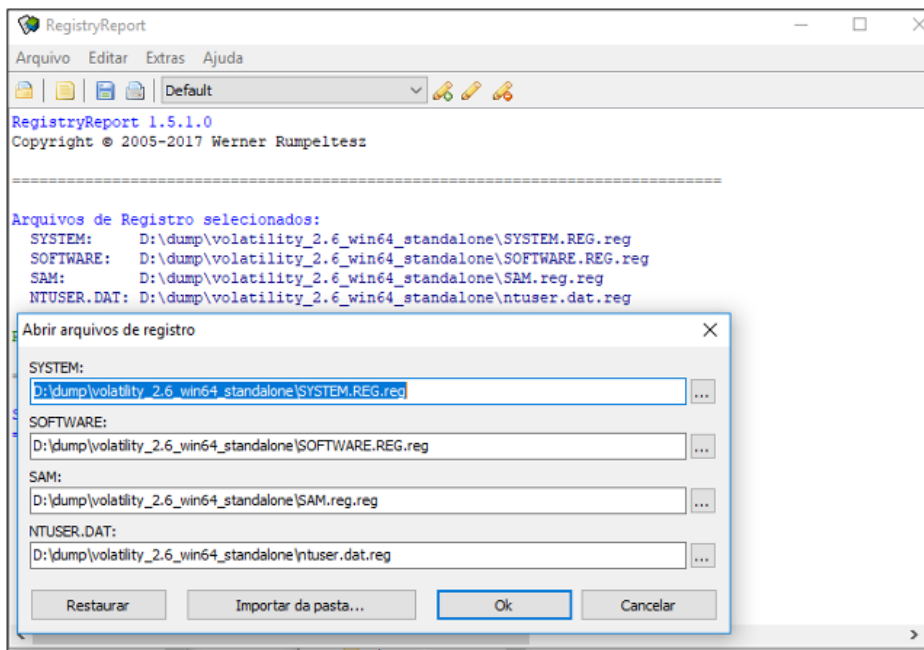 RegistryReport
Arquivo Editar Extras Ajuda
Default
RegistryReport 1.5.1.0
Copyright © 2005-2017 Werner Rumpeltesz
===============================================================================
Arquivos de Registro selecionados:
SYSTEM: D:\dump\volatility_2.6_win64_standalone\SYSTEM.REG.reg
SOFTWARE: D:\dump\volatility_2.6_win64_standalone\SOFTWARE.REG.reg
SAM: D:\dump\volatility_2.6_win64_standalone\SAM.reg.reg
NTUSER.DAT: D:\dump\volatility_2.6_win64_standalone\ntuser.dat.reg
Abrir arquivos de registro
SYSTEM:
D:\dump\volatility_2.6_win64_standalone\SYSTEM.REG.reg ...
SOFTWARE:
D:\dump\volatility_2.6_win64_standalone\SOFTWARE.REG.reg ...
SAM:
D:\dump\volatility_2.6_win64_standalone\SAM.reg.reg ...
NTUSER.DAT:
D:\dump\volatility_2.6_win64_standalone\ntuser.dat.reg ...
Restaurar Importar da pasta... Ok Cancelar